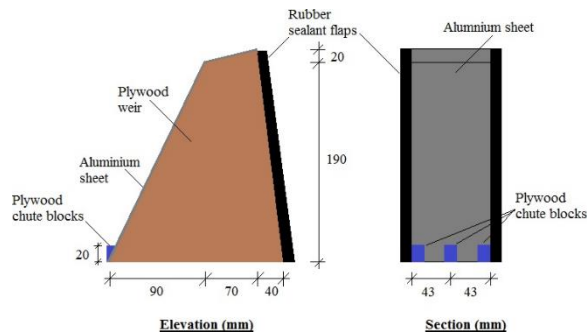 Rubber
sealant flaps
Alumnium sheet
20
Plywood
weir
190
Aluminium
sheet
Plywood
chute blocks
Plywood
chute blocks
20
90
70
40
43
43
Elevation (mm)
Section (mm)